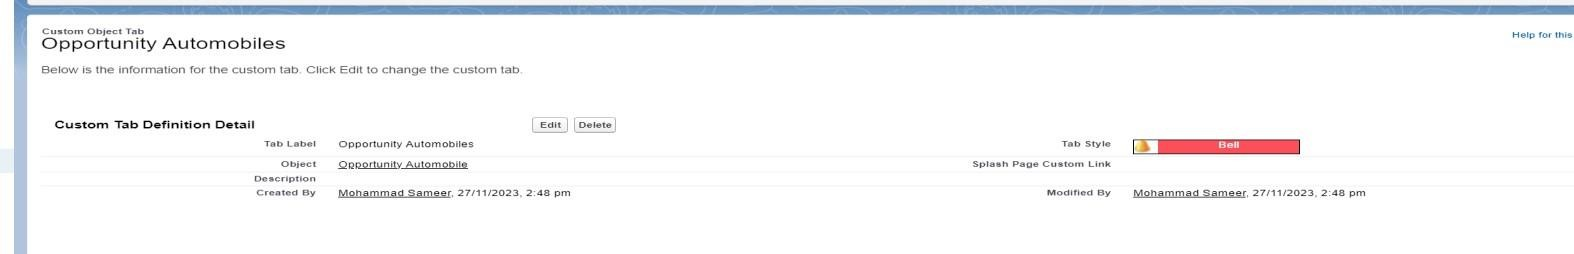 Custom Object Tab
Opportunity Automobiles
Help for this
Below is the information for the custom tab. Click Edit to change the custom tab.
Custom Tab Definition Detail Edit Delete
Tab Label Opportunity Automobiles Tab Style Bell
Object Opportunity Automobile Splash Page Custom Link
Description
Created By Mohammad Sameer, 27/11/2023, 2:48 pm Modified By Mohammad Sameer, 27/11/2023, 2:48 pm